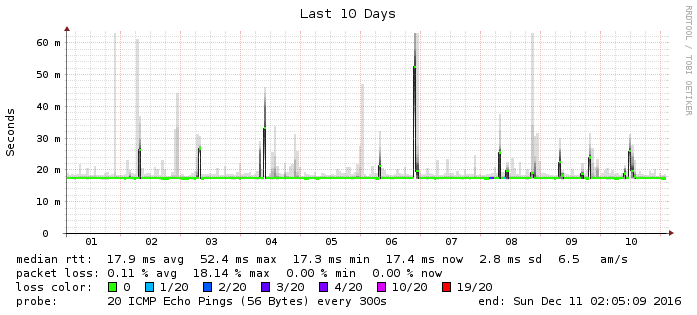 Last 10 Days
RRDTOOL / TOBI OETIKER
Seconds
60 m
50 m
40 m
30 m
20 m
10 m
0
01 02 03 04 05 06 07 08 09 10
median rtt: 17.9 ms avg 52.4 ms max 17.3 ms min 17.4 ms now 2.8 ms sd 6.5 am/s
packet loss: 0.11 % avg 18.14 % max 0.00 % min 0.00 % now
loss color: 0 1/20 2/20 3/20 4/20 10/20 19/20
probe: 20 ICMP Echo Pings (56 Bytes) every 300s end: Sun Dec 11 02:05:09 2016